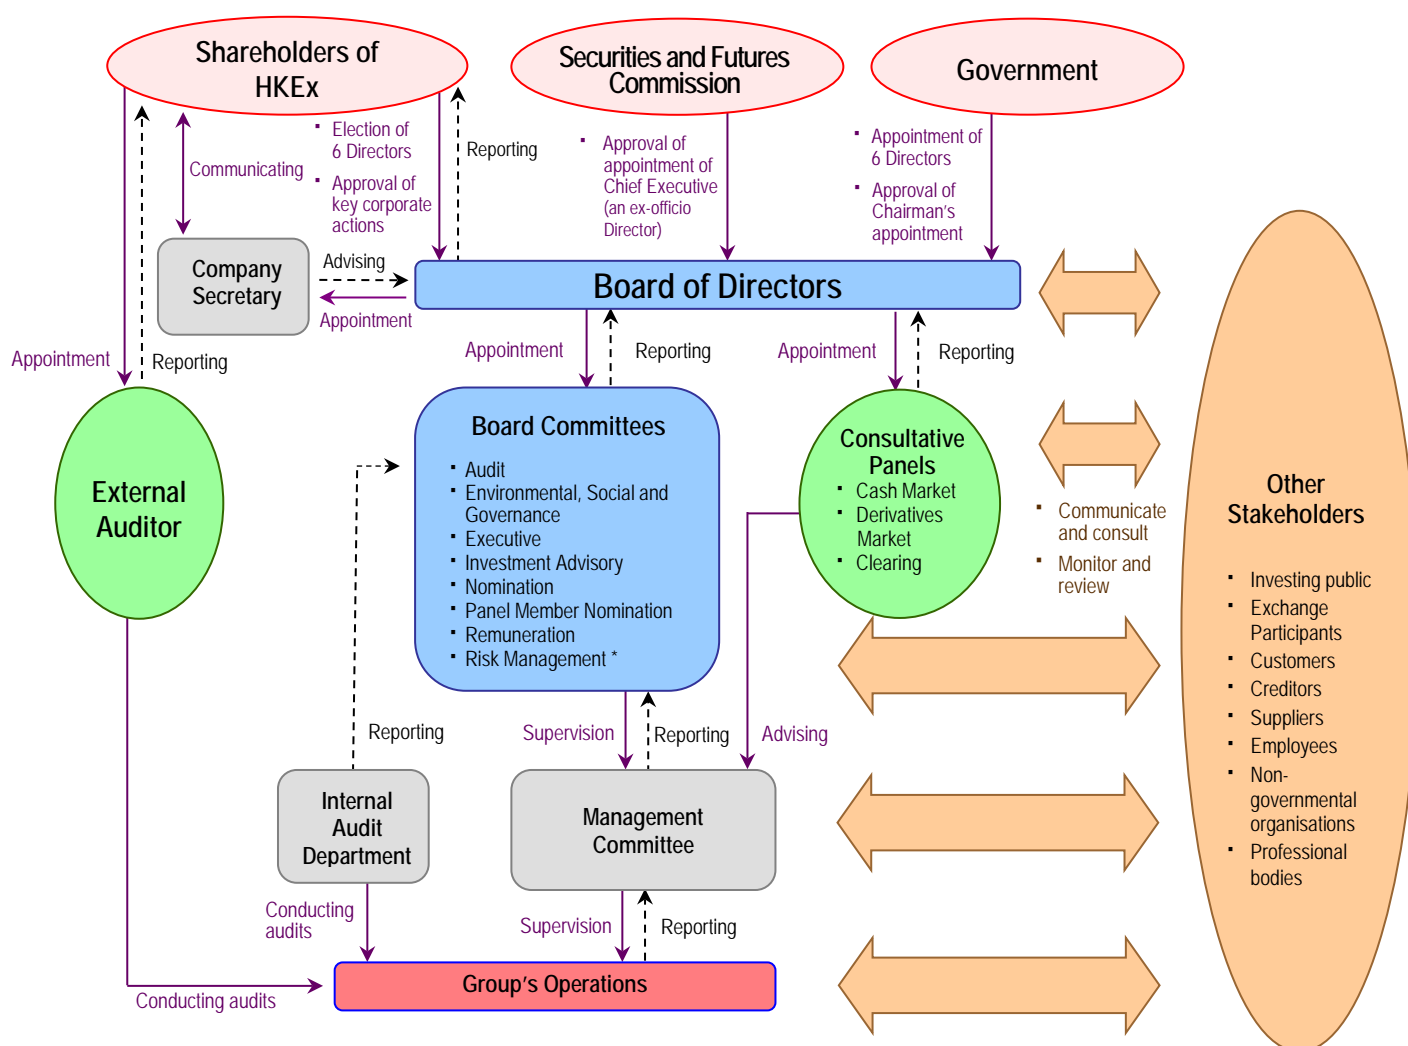 Shareholders of
HKEx
Securities and Futures
Commission
Government
▪ Election of
6 Directors
▪ Approval of
key corporate
actions
Communicating
Reporting
▪ Approval of
appointment of
Chief Executive
(an ex-officio
Director)
▪ Appointment of
6 Directors
▪ Approval of
Chairman's
appointment
Company
Secretary
Advising
Appointment
Board of Directors
Appointment
Reporting
Appointment
Reporting
Appointment
Reporting
External
Auditor
Board Committees
▪ Audit
▪ Environmental, Social and
Governance
▪ Executive
▪ Investment Advisory
▪ Nomination
▪ Panel Member Nomination
▪ Remuneration
▪ Risk Management *
Consultative
Panels
▪ Cash Market
▪ Derivatives
Market
▪ Clearing
▪ Communicate
and consult
▪ Monitor and
review
Other
Stakeholders
▪ Investing public
▪ Exchange
Participants
▪ Customers
▪ Creditors
▪ Suppliers
▪ Employees
▪ Non-
governmental
organisations
▪ Professional
bodies
Reporting
Supervision
Reporting
Advising
Internal
Audit
Department
Management
Committee
Conducting
audits
Supervision
Reporting
Conducting audits
Group's Operations